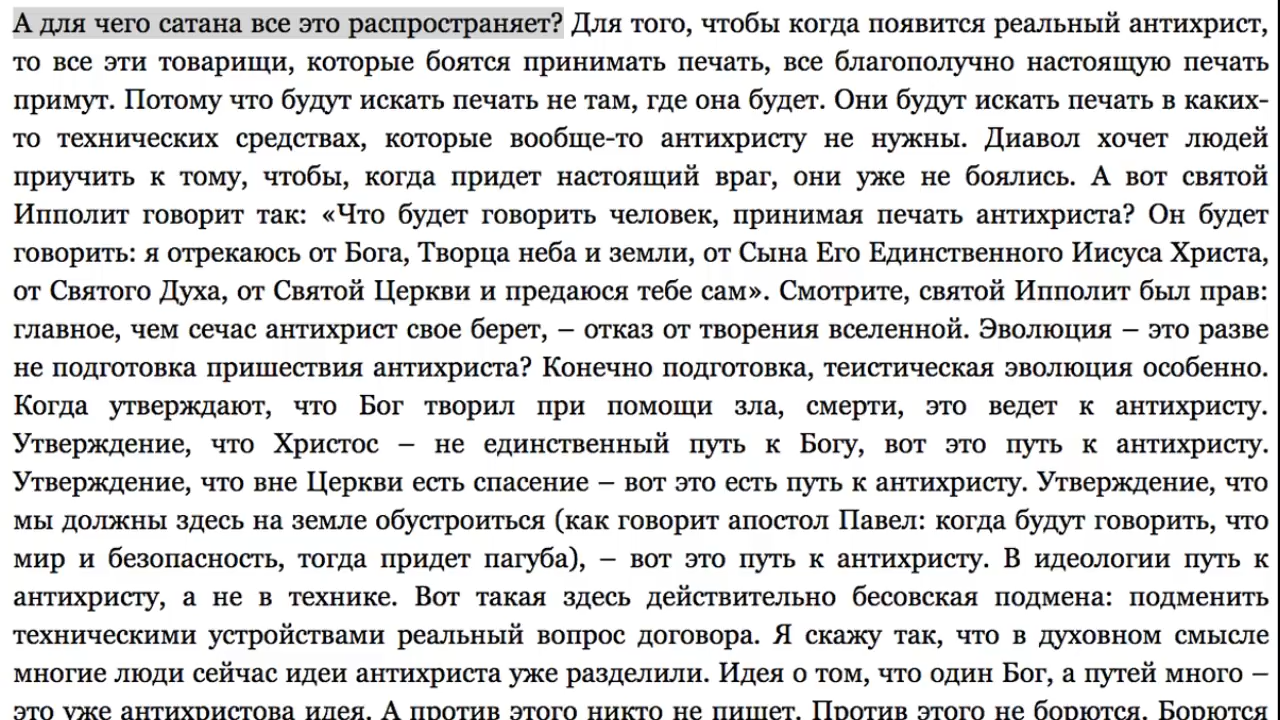 А для чего сатана все это распространяет? Для того, чтобы когда появится реальный антихрист,
то все эти товарищи, которые боятся принимать печать, все благополучно настоящую печать
примут. Потому что будут искать печать не там, где она будет. Они будут искать печать в каких-
то технических средствах, которые вообще-то антихристу не нужны. Диавол хочет людей
приучить к тому, чтобы, когда придет настоящий враг, они уже не боялись. А вот святой
Ипполит говорит так: «Что будет говорить человек, принимая печать антихриста? Он будет
говорить: я отрекаюсь от Бога, Творца неба и земли, от Сына Его Единственного Иисуса Христа,
от Святого Духа, от Святой Церкви и предаюся тебе сам». Смотрите, святой Ипполит был прав:
главное, чем сечас антихрист свое берет, – отказ от творения вселенной. Эволюция – это разве
не подготовка пришествия антихриста? Конечно подготовка, теистическая эволюция особенно.
Когда утверждают, что Бог творил при помощи зла, смерти, это ведет к антихристу.
Утверждение, что Христос – не единственный путь к Богу, вот это путь к антихристу.
Утверждение, что вне Церкви есть спасение – вот это есть путь к антихристу. Утверждение, что
мы должны здесь на земле обустроиться (как говорит апостол Павел: когда будут говорить, что
мир и безопасность, тогда придет пагуба), – вот это путь к антихристу. В идеологии путь к
антихристу, а не в технике. Вот такая здесь действительно бесовская подмена: подменить
техническими устройствами реальный вопрос договора. Я скажу так, что в духовном смысле
многие люди сейчас идеи антихриста уже разделили. Идея о том, что один Бог, а путей много –
это уже антихристова идея. А против этого никто не пишет. Против этого не борются. Борются